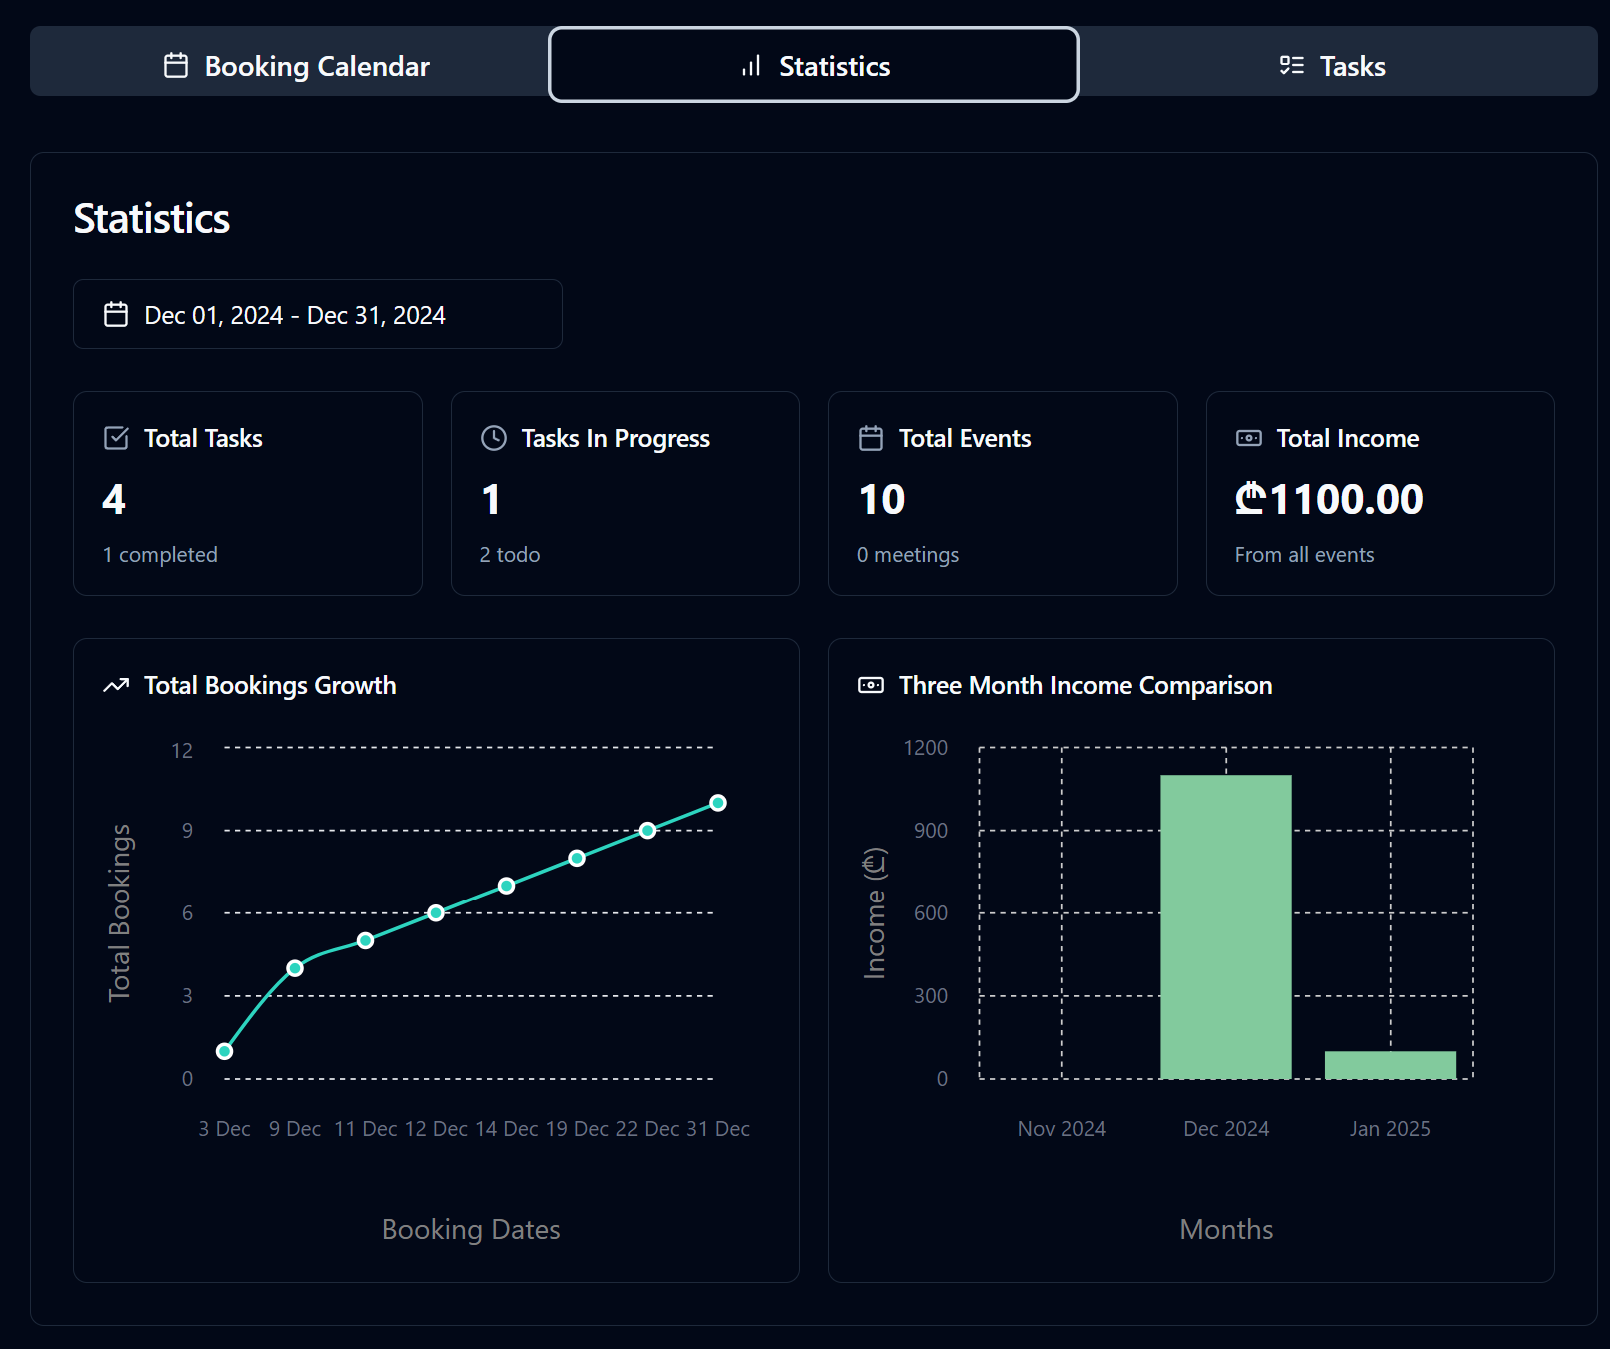 Booking Calendar
Statistics
Tasks
Statistics
Dec 01, 2024 - Dec 31, 2024
Total Tasks
4
1 completed
Tasks In Progress
1
2 todo
Total Events
10
0 meetings
Total Income
₾1100.00
From all events
Total Bookings Growth
12
9
6
3
0
Total Bookings
3 Dec 9 Dec 11 Dec 12 Dec 14 Dec 19 Dec 22 Dec 31 Dec
Booking Dates
Three Month Income Comparison
1200
900
600
300
0
Income (₾)
Nov 2024 Dec 2024 Jan 2025
Months